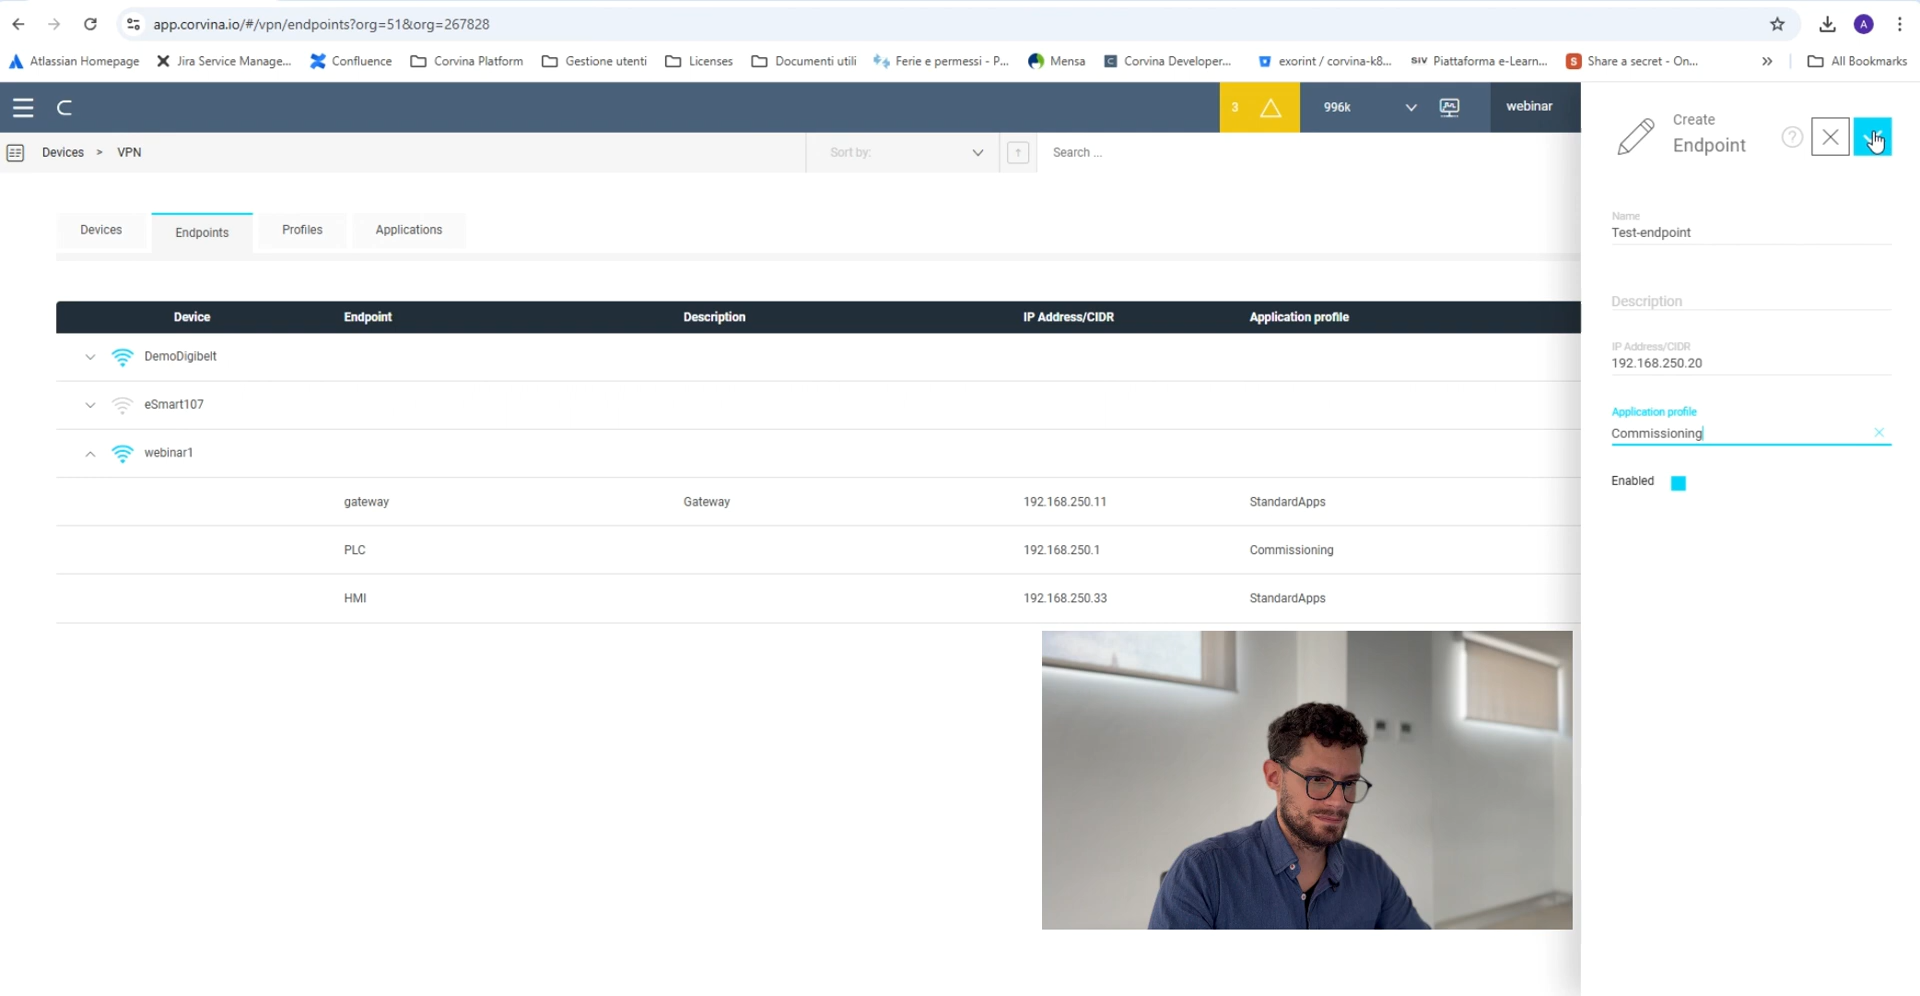 app.corvina.io/#/vpn/endpoints?org=51&org=267828
A
Atlassian Homepage
Jira Service Manage...
Confluence
Corvina Platform
Gestione utenti
Licenses
Documenti utili
Ferie e permessi - P...
Mensa
C
Corvina Developer...
exorint / corvina-k8...
SIV
Piattaforma e-Learn...
S
Share a secret - On...
All Bookmarks
3
996k
webinar
Devices > VPN
Sort by:
Search ...
Devices
Endpoints
Profiles
Applications
Device Endpoint Description IP Address/CIDR Application profile
DemoDigibelt
eSmart107
webinar1
gateway Gateway 192.168.250.11 StandardApps
PLC 192.168.250.1 Commissioning
HMI 192.168.250.33 StandardApps
Create
Endpoint
?
Name
Test-endpoint
Description
IP Address/CIDR
192.168.250.20
Application profile
Commissioning
Enabled